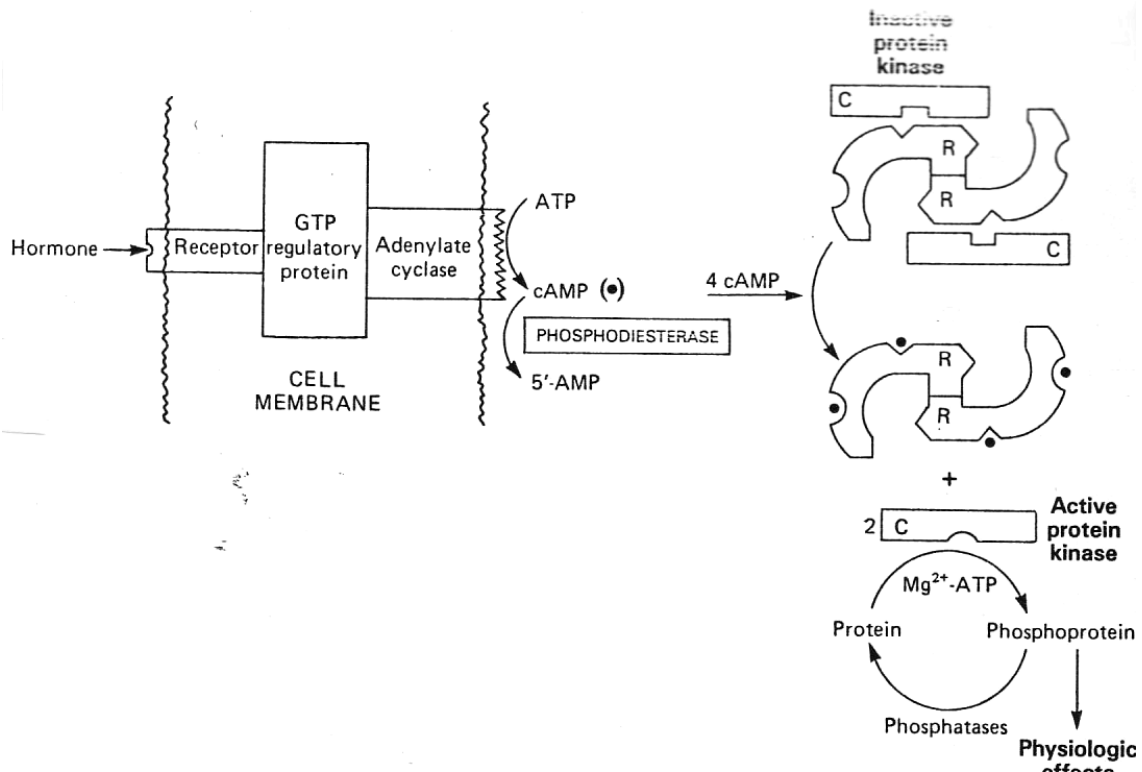 Inactive
protein
kinase
C
R
R
C
Hormone
Receptor
GTP
regulatory
protein
Adenylate
cyclase
CELL
MEMBRANE
ATP
cAMP (•)
PHOSPHODIESTERASE
5′-AMP
4 cAMP
R
R
+
2
C
Active
protein
kinase
Mg²⁺-ATP
Protein
Phosphoprotein
Phosphatases
Physiologic
effects